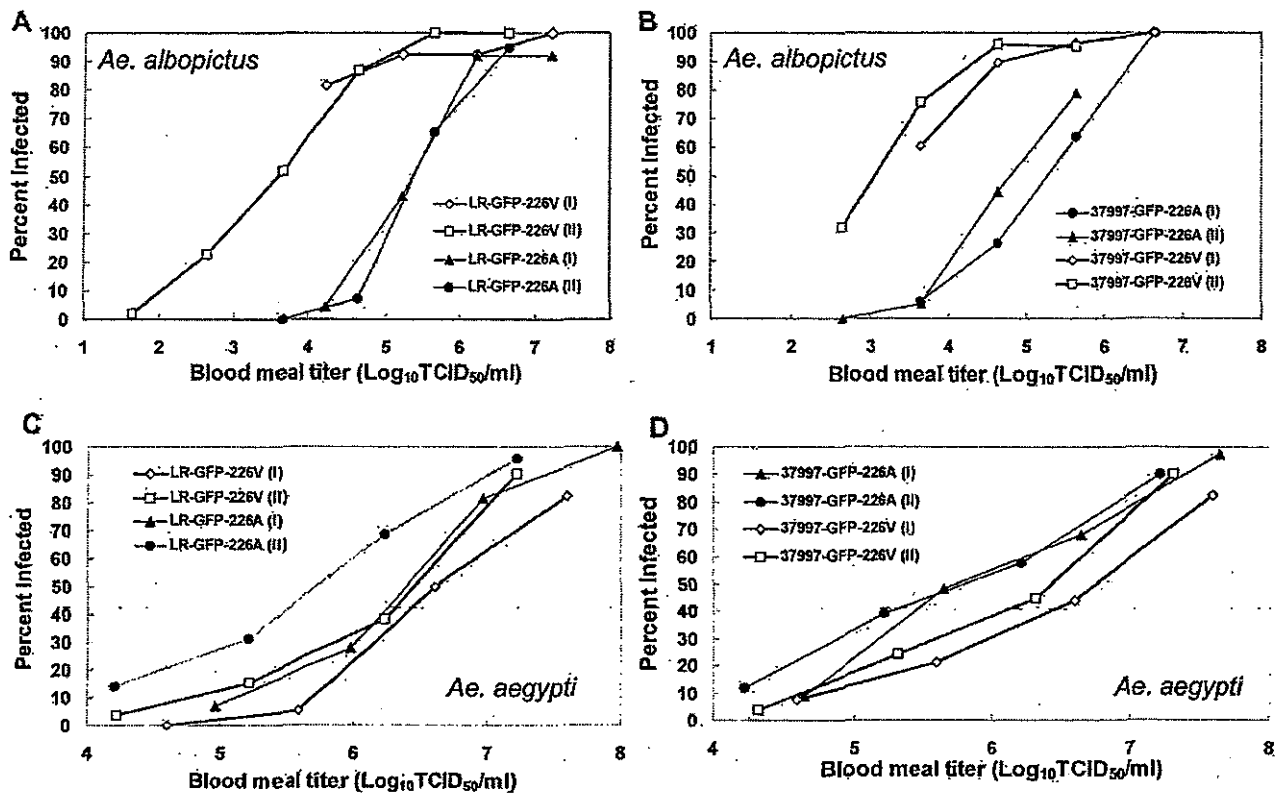 A
Ae. albopictus
Percent Infected
100
90
80
70
60
50
40
30
20
10
0
1 2 3 4 5 6 7 8
Blood meal titer (Log10TCID50/ml)
LR-GFP-226V (I)
LR-GFP-226V (II)
LR-GFP-226A (I)
LR-GFP-226A (II)
B
Ae. albopictus
Percent Infected
100
90
80
70
60
50
40
30
20
10
0
1 2 3 4 5 6 7 8
Blood meal titer (Log10TCID50/ml)
37997-GFP-226A (I)
37997-GFP-226A (II)
37997-GFP-226V (I)
37997-GFP-226V (II)
C
Percent Infected
100
90
80
70
60
50
40
30
20
10
0
4 5 6 7 8
Blood meal titer (Log10TCID50/ml)
LR-GFP-226V (I)
LR-GFP-226V (II)
LR-GFP-226A (I)
LR-GFP-226A (II)
Ae. aegypti
D
Percent Infected
100
90
80
70
60
50
40
30
20
10
0
4 5 6 7 8
Blood meal titer (Log10TCID50/ml)
37997-GFP-226A (I)
37997-GFP-226A (II)
37997-GFP-226V (I)
37997-GFP-226V (II)
Ae. aegypti